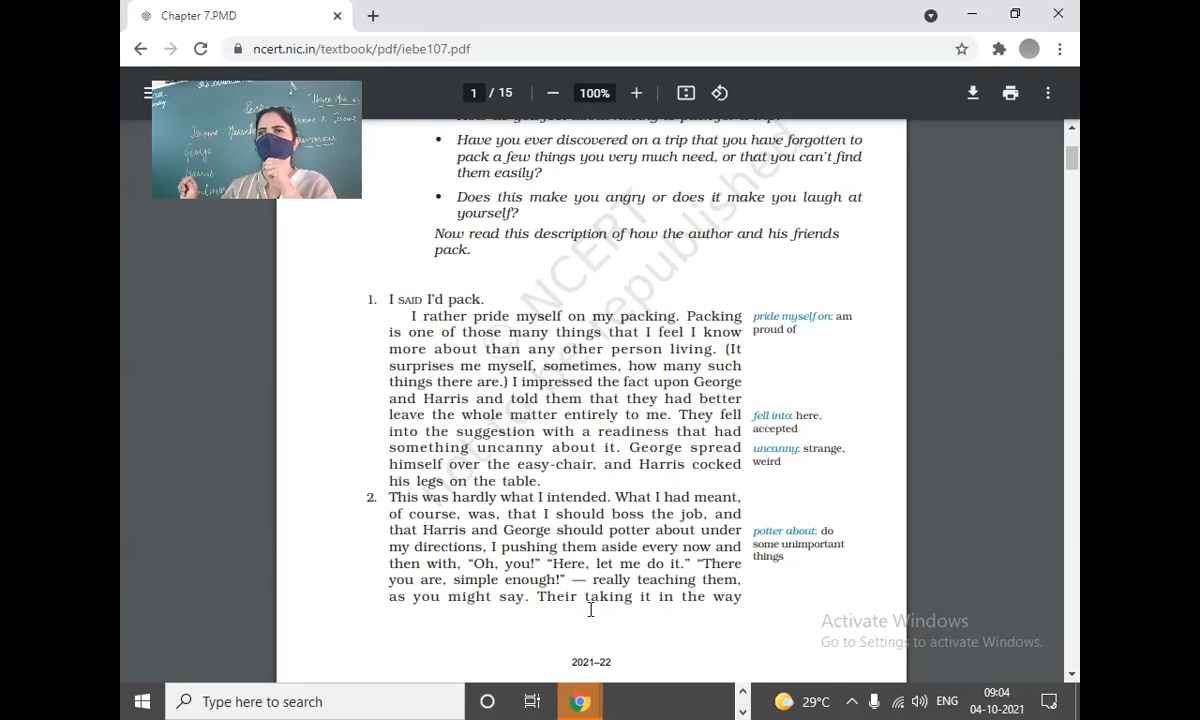 Chapter 7.PMD
ncert.nic.in/textbook/pdf/iebe107.pdf
1 / 15
100%
"Three Men
Jerome K Jerome
humorous.
George
Harris
• Have you ever discovered on a trip that you have forgotten to
pack a few things you very much need, or that you can't find
them easily?
• Does this make you angry or does it make you laugh at
yourself?
Now read this description of how the author and his friends
pack.
1. I SAID I'd pack.
I rather pride myself on my packing. Packing
is one of those many things that I feel I know
more about than any other person living. (It
surprises me myself, sometimes, how many such
things there are.) I impressed the fact upon George
and Harris and told them that they had better
leave the whole matter entirely to me. They fell
into the suggestion with a readiness that had
something uncanny about it. George spread
himself over the easy-chair, and Harris cocked
his legs on the table.
pride myself on: am
proud of
fell into: here,
accepted
uncanny: strange,
weird
2. This was hardly what I intended. What I had meant,
of course, was, that I should boss the job, and
that Harris and George should potter about under
my directions, I pushing them aside every now and
then with, “Oh, you!” “Here, let me do it.” “There
you are, simple enough!” — really teaching them,
as you might say. Their taking it in the way
potter about: do
some unimportant
things
© NCERT
not to be republished
2021–22
Activate Windows
Go to Settings to activate Windows.
Type here to search
29°C
ENG
09:04
04-10-2021